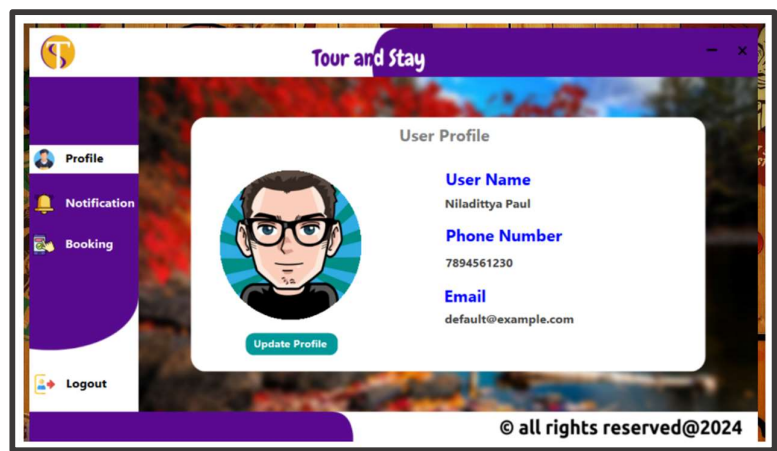 Tour and Stay
User Profile
Profile
Notification
Booking
Logout
User Name
Niladittya Paul
Phone Number
7894561230
Email
default@example.com
Update Profile
© all rights reserved@2024